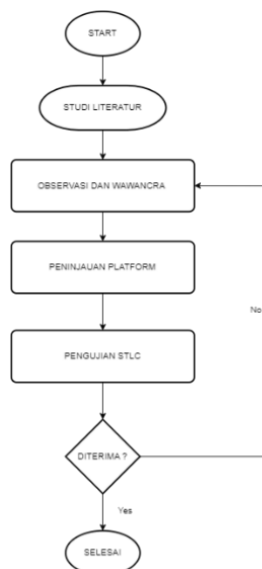 START
STUDI LITERATUR
OBSERVASI DAN WAWANCRA
PENINJAUAN PLATFORM
No
PENGUJIAN STLC
DITERIMA ?
Yes
SELESAI